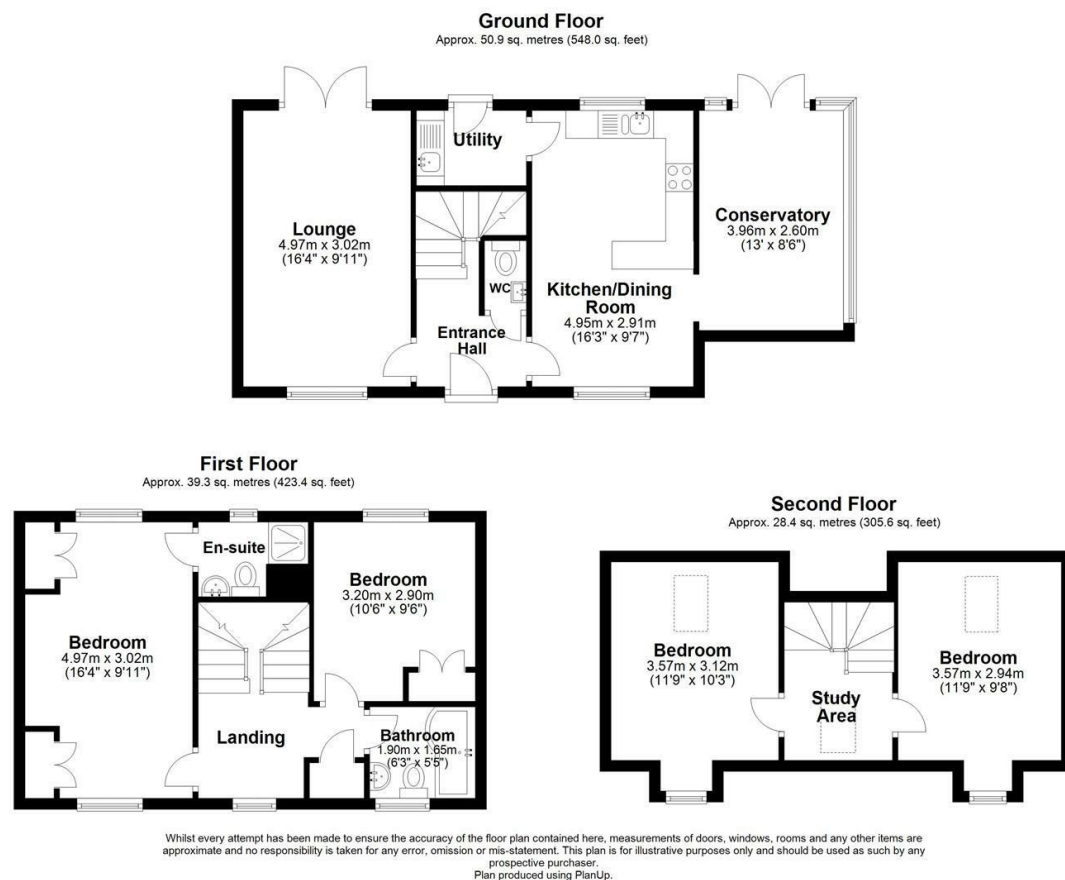 Ground Floor
Approx. 50.9 sq. metres (548.0 sq. feet)
Utility
Lounge
4.97m x 3.02m
(16'4" x 9'11")
Conservatory
3.96m x 2.60m
(13' x 8'6")
WC
Kitchen/Dining
Room
4.95m x 2.91m
(16'3" x 9'7")
Entrance
Hall
First Floor
Approx. 39.3 sq. metres (423.4 sq. feet)
En-suite
Bedroom
3.20m x 2.90m
(10'6" x 9'6")
Bedroom
4.97m x 3.02m
(16'4" x 9'11")
Landing
Bathroom
1.90m x 1.65m
(6'3" x 5'5")
Second Floor
Approx. 28.4 sq. metres (305.6 sq. feet)
Bedroom
3.57m x 3.12m
(11'9" x 10'3")
Bedroom
3.57m x 2.94m
(11'9" x 9'8")
Study
Area
Whilst every attempt has been made to ensure the accuracy of the floor plan contained here, measurements of doors, windows, rooms and any other items are
approximate and no responsibility is taken for any error, omission or mis-statement. This plan is for illustrative purposes only and should be used as such by any
prospective purchaser.
Plan produced using PlanUp.